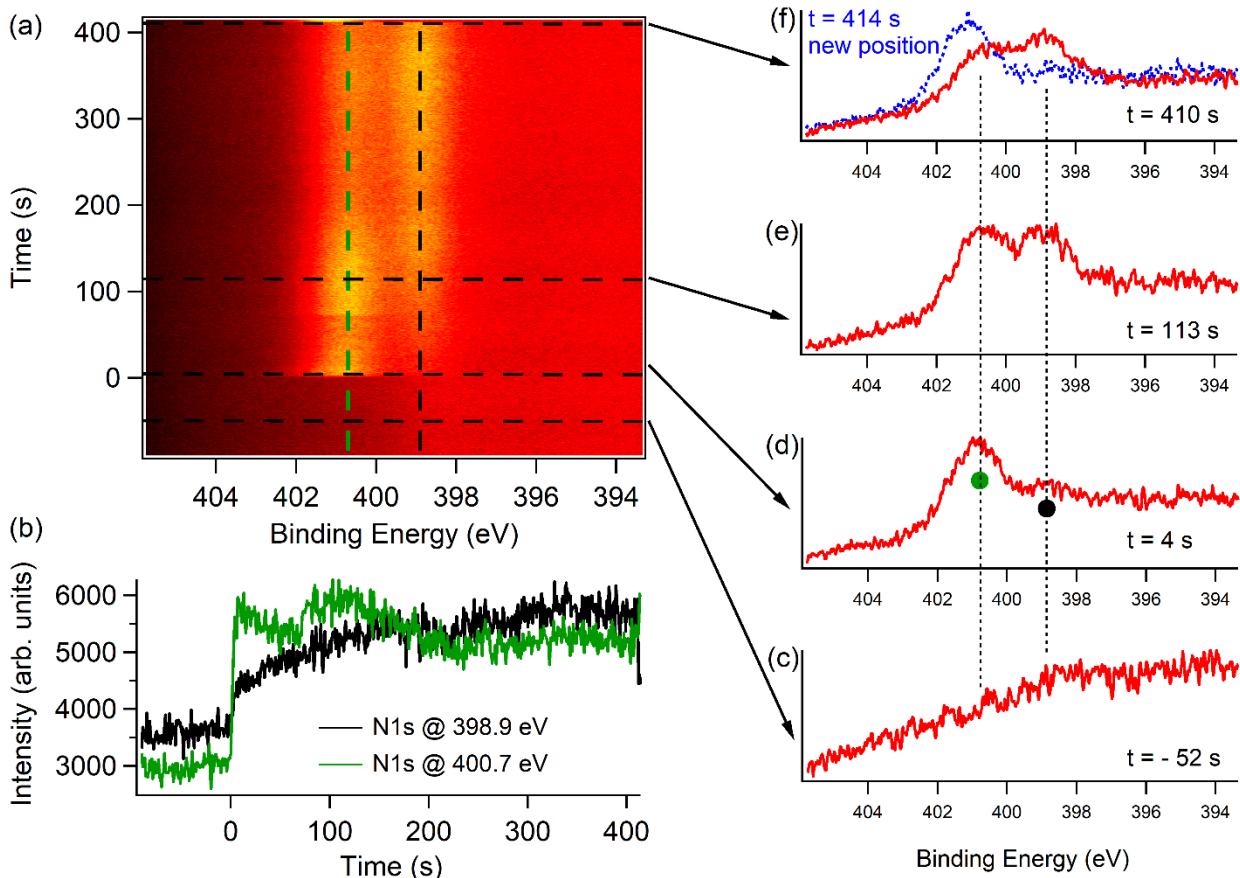 (a)
400
300
200
100
0
Time (s)
404 402 400 398 396 394
Binding Energy (eV)
(b)
6000
5000
4000
3000
Intensity (arb. units)
N1s @ 398.9 eV
N1s @ 400.7 eV
0 100 200 300 400
Time (s)
(f)
t = 414 s
new position
t = 410 s
404 402 400 398 396 394
(e)
t = 113 s
404 402 400 398 396 394
(d)
t = 4 s
404 402 400 398 396 394
(c)
t = - 52 s
404 402 400 398 396 394
Binding Energy (eV)